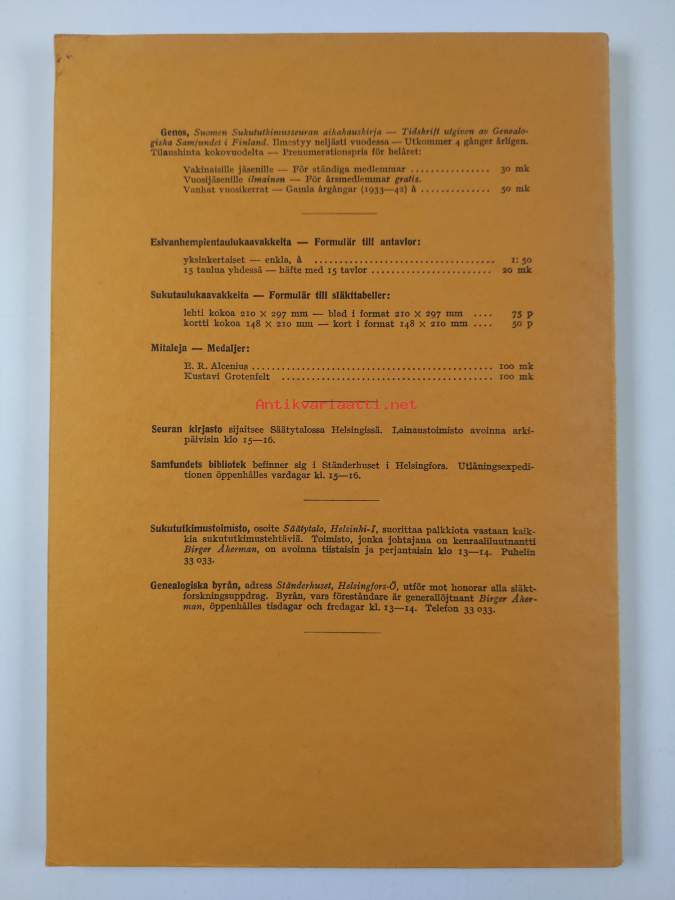 Genos, Suomen Sukututkimusseuran aikakauskirja — Tidskrift utgiven av Genealo-
giska Samfundet i Finland. Ilmestyy neljästi vuodessa — Utkommer 4 gånger årligen.
Tilaushinta kokovuodelta — Prenumerationspris för helåret:
Vakinaisille jäsenille — För ständiga medlemmar ................ 30 mk
Vuosijäsenille ilmainen — För årsmedlemmar gratis.
Vanhat vuosikerrat — Gamla årgångar (1933—42) à .............. 50 mk
Esivanhempientaulukaavakkeita — Formulär till antavlor:
yksinkertaiset — enkla, à .................................... 1: 50
15 taulua yhdessä — häfte med 15 tavlor ........................ 20 mk
Sukutaulukaavakkeita — Formulär till släkttabeller:
lehti kokoa 210 × 297 mm — blad i format 210 × 297 mm .... 75 p
kortti kokoa 148 × 210 mm — kort i format 148 × 210 mm .... 50 p
Mitaleja — Medaljer:
E. R. Alcenius ................................................ 100 mk
Kustavi Grotenfelt .......................................... 100 mk
Antikvariaatti.net
Seuran kirjasto sijaitsee Säätytalossa Helsingissä. Lainaustoimisto avoinna arki-
päivisin klo 15—16.
Samfundets bibliotek befinner sig i Ständerhuset i Helsingfors. Utlåningsexpedi-
tionen öppenhålles vardagar kl. 15—16.
Sukututkimustoimisto, osoite Säätytalo, Helsinki-I, suorittaa palkkiota vastaan kaik-
kia sukututkimustehtäviä. Toimisto, jonka johtajana on kenraaliluutnantti
Birger Åkerman, on avoinna tiistaisin ja perjantaisin klo 13—14. Puhelin
33 033.
Genealogiska byrån, adress Ständerhuset, Helsingfors-Ö, utför mot honorar alla släkt-
forskningsuppdrag. Byrån, vars föreståndare är generallöjtnant Birger Åker-
man, öppenhålles tisdagar och fredagar kl. 13—14. Telefon 33 033.